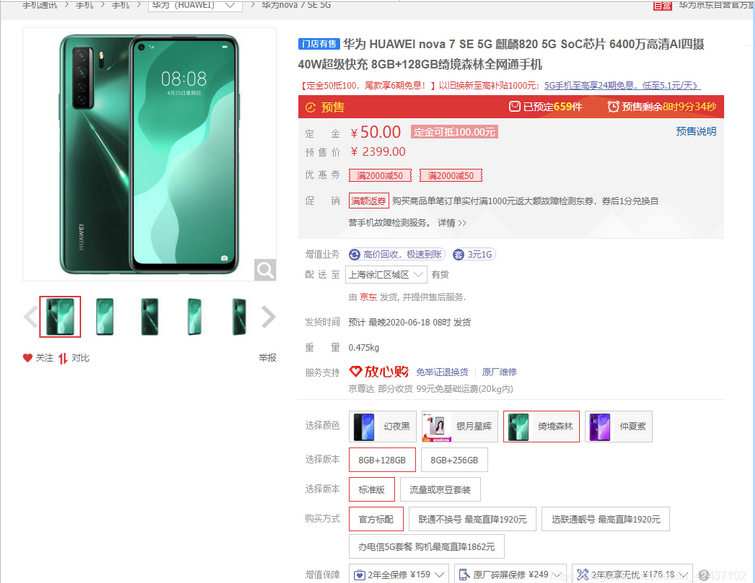 手机通讯 > 手机 > 手机 > 华为（HUAWEI） > 华为nova 7 SE 5G
自营 华为京东自营官方
门店有售 华为 HUAWEI nova 7 SE 5G 麒麟820 5G SoC芯片 6400万高清AI四摄
40W超级快充 8GB+128GB绮境森林全网通手机
【定金50抵100，尾款享6期免息！】以旧换新至高补贴1000元；5G手机至高享24期免息，低至5.1元/天》
预售 已预定659件 预售剩余8时9分34秒
定金 ¥50.00 定金可抵100.00元 预售说明
预售价 ¥ 2399.00
优惠券 满2000减50 满2000减50
促销 满额返券 购买商品单笔订单实付满1000元返大额故障检测东券，券后1分兑换自
营手机故障检测服务。 详情 >>
增值业务 高价回收，极速到账 3元1G
配送至 上海徐汇区城区 有货
由 京东 发货, 并提供售后服务.
发货时间 预计 最晚2020-06-18 08时 发货
重量 0.475kg
服务支持 放心购 免举证退换货 原厂维修
京尊达 部分收货 99元免基础运费(20kg内)
08:08
HUAWEI
关注 对比 举报
选择颜色 幻夜黑 银月星辉 绮境森林 仲夏紫
选择版本 8GB+128GB 8GB+256GB
选择版本 标准版 流量或京豆套装
购买方式 官方标配 联通不换号 最高直降1920元 选联通靓号 最高直降1920元
办电信5G套餐 购机最高直降1862元
增值保障 2年全保修 ¥159 原厂碎屏保修 ¥249 2年京享无忧 ¥176.18